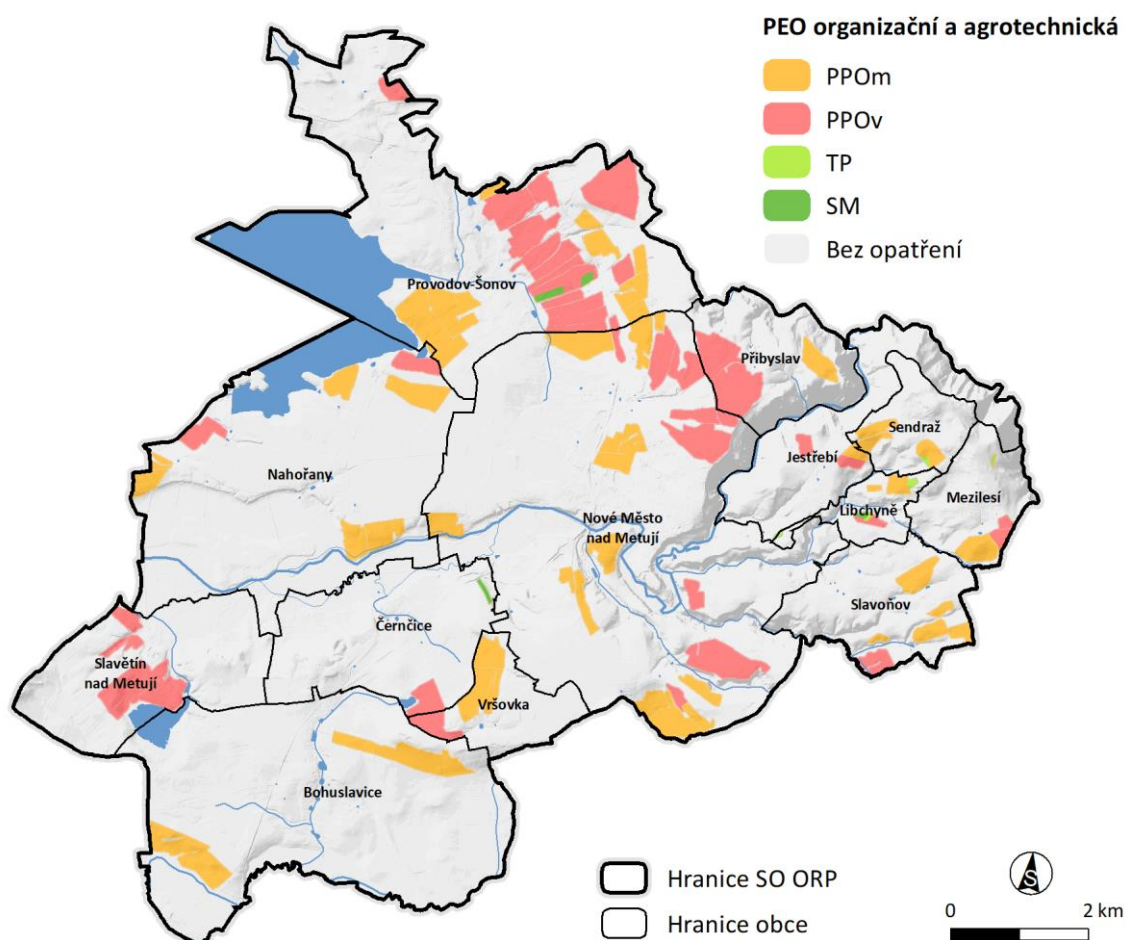 PEO organizační a agrotechnická
PPOm
PPOv
TP
SM
Bez opatření
Provodov-Šonov
Přibyslav
Sendraž
Jestřebí
Nahořany
Mezilesí
Libchyně
Nové Město
nad Metují
Slavoňov
Černčice
Slavětín
nad Metují
Vršovka
Bohuslavice
Hranice SO ORP
Hranice obce
S
0 2 km